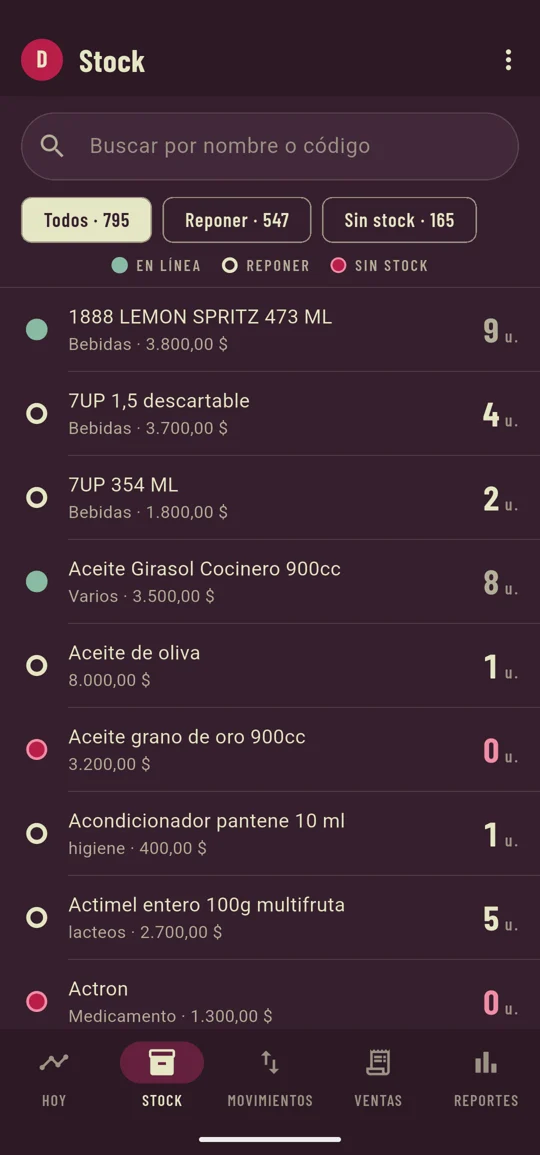 D Stock
Buscar por nombre o código
Todos · 795 Reponer · 547 Sin stock · 165
EN LÍNEA REPONER SIN STOCK
1888 LEMON SPRITZ 473 ML
Bebidas · 3.800,00 $
9 u.
7UP 1,5 descartable
Bebidas · 3.700,00 $
4 u.
7UP 354 ML
Bebidas · 1.800,00 $
2 u.
Aceite Girasol Cocinero 900cc
Varios · 3.500,00 $
8 u.
Aceite de oliva
8.000,00 $
1 u.
Aceite grano de oro 900cc
3.200,00 $
0 u.
Acondicionador pantene 10 ml
higiene · 400,00 $
1 u.
Actimel entero 100g multifruta
lacteos · 2.700,00 $
5 u.
Actron
Medicamento · 1.300,00 $
0 u.
HOY STOCK MOVIMIENTOS VENTAS REPORTES